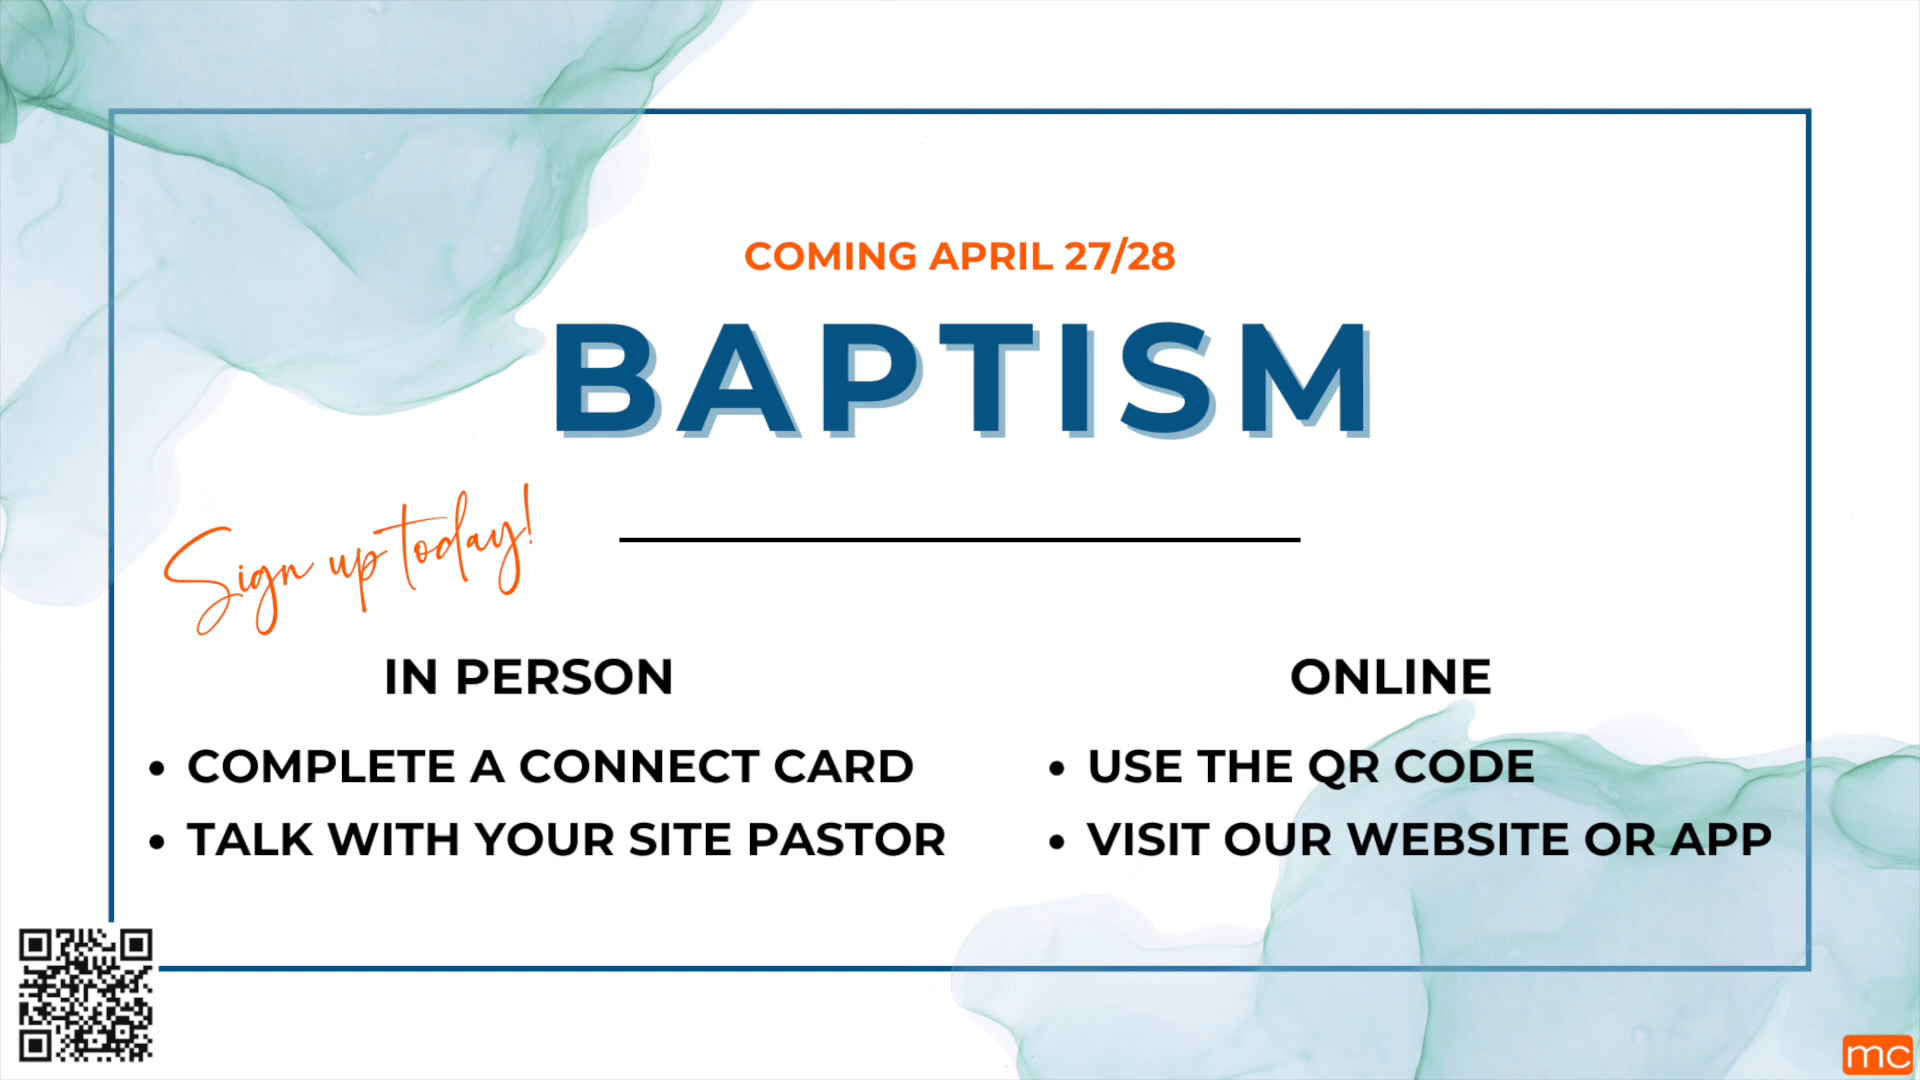 COMING APRIL 27/28
BAPTISM
Sign up today!
IN PERSON
• COMPLETE A CONNECT CARD
• TALK WITH YOUR SITE PASTOR
ONLINE
• USE THE QR CODE
• VISIT OUR WEBSITE OR APP
mc